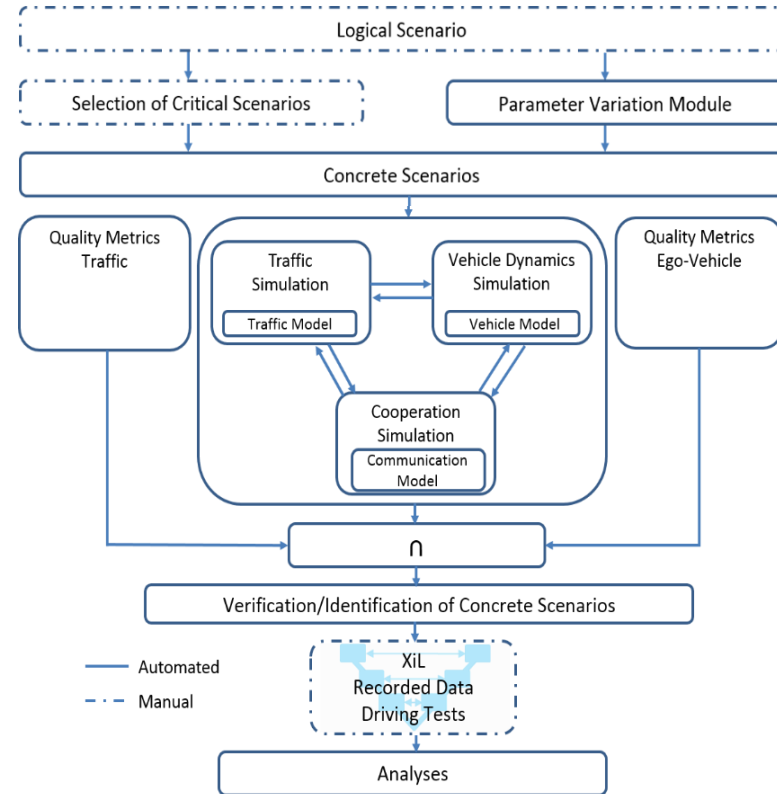 Logical Scenario
Selection of Critical Scenarios
Parameter Variation Module
Concrete Scenarios
Quality Metrics
Traffic
Traffic
Simulation
Traffic Model
Vehicle Dynamics
Simulation
Vehicle Model
Quality Metrics
Ego-Vehicle
Cooperation
Simulation
Communication
Model
∩
Verification/Identification of Concrete Scenarios
Automated
Manual
XiL
Recorded Data
Driving Tests
Analyses